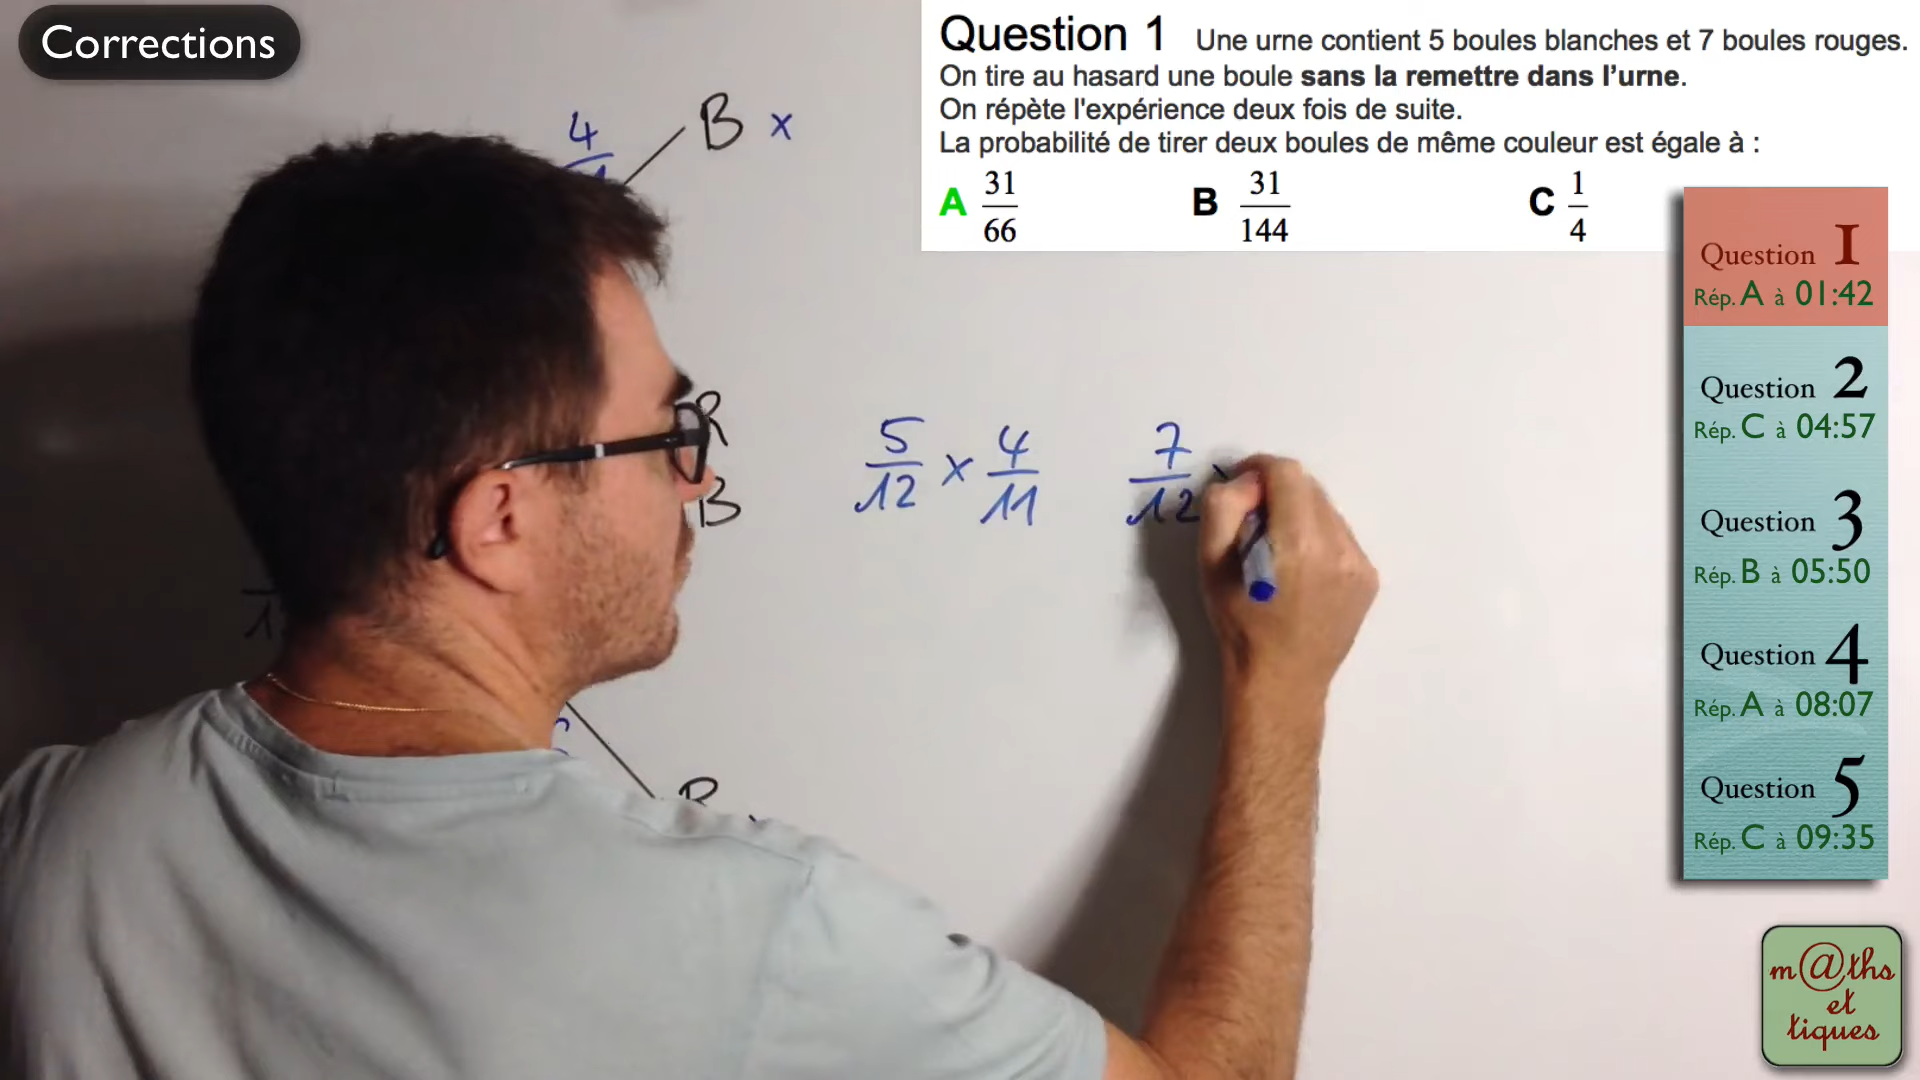 Corrections
Question 1 Une urne contient 5 boules blanches et 7 boules rouges.
On tire au hasard une boule sans la remettre dans l’urne.
On répète l'expérience deux fois de suite.
La probabilité de tirer deux boules de même couleur est égale à :
A 31/66 B 31/144 C 1/4
4
B ×
R
B
5/12 × 4/11 7/12
Question 1
Rép. A à 01:42
Question 2
Rép. C à 04:57
Question 3
Rép. B à 05:50
Question 4
Rép. A à 08:07
Question 5
Rép. C à 09:35
m@ths
et
tiques